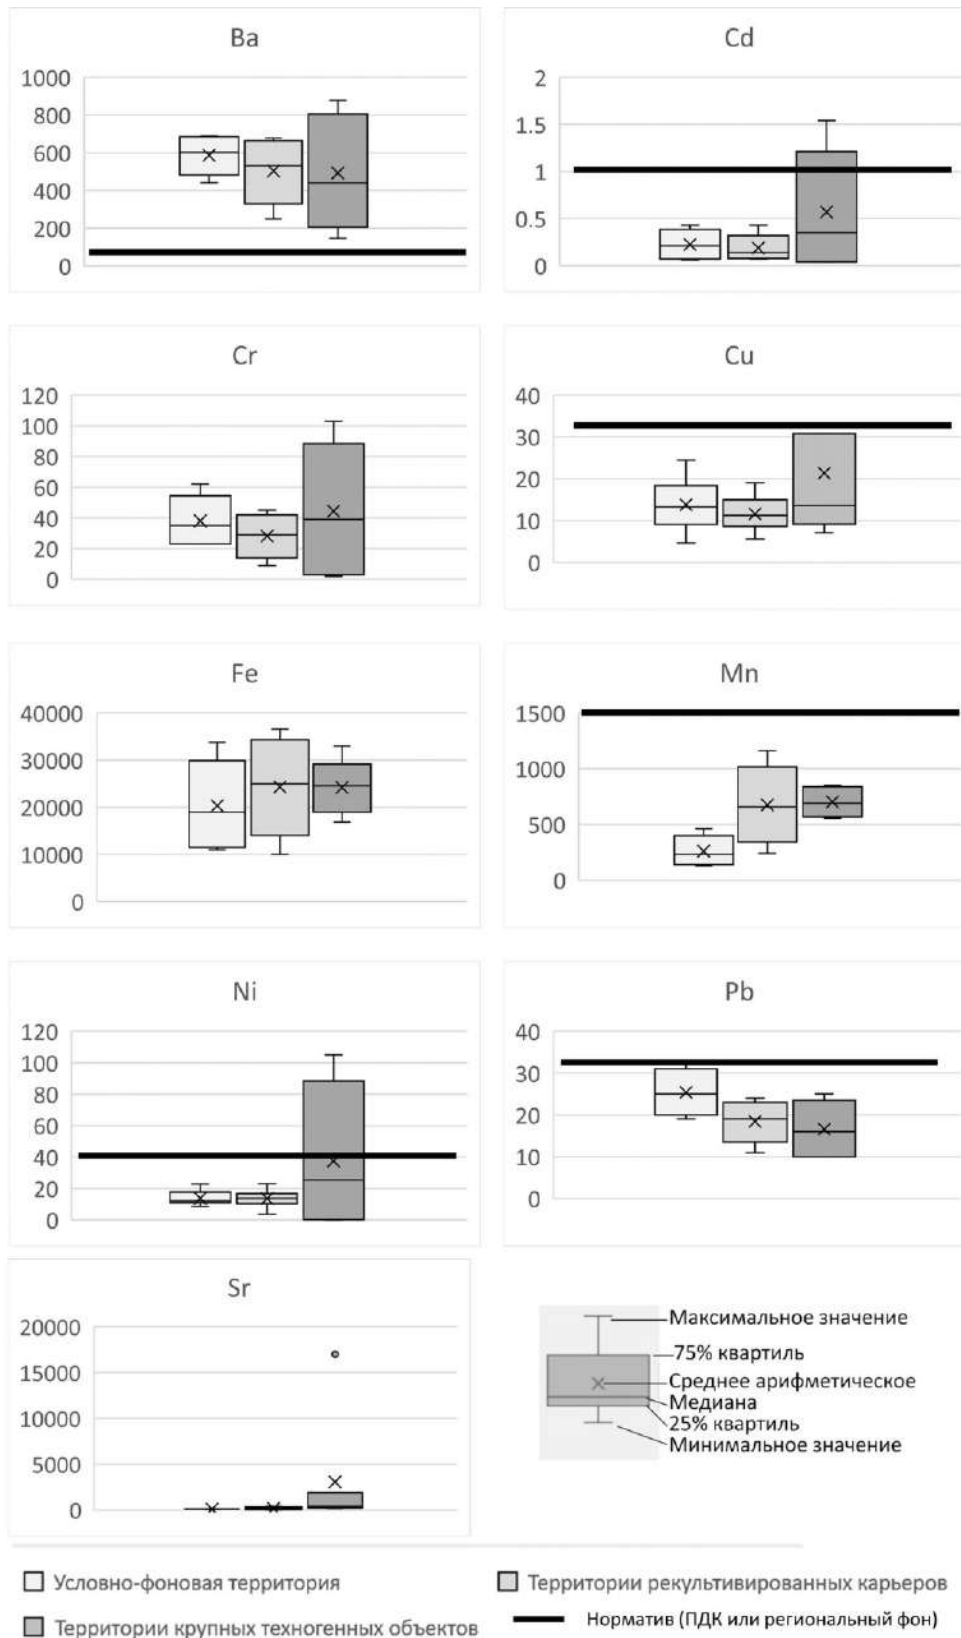 Ba
1000
800
600
400
200
0
Cd
2
1.5
1
0.5
0
Cr
120
100
80
60
40
20
0
Cu
40
30
20
10
0
Fe
40000
30000
20000
10000
0
Mn
1500
1000
500
0
Ni
120
100
80
60
40
20
0
Pb
40
30
20
10
0
Sr
20000
15000
10000
5000
0
Максимальное значение
75% квартиль
Среднее арифметическое
Медиана
25% квартиль
Минимальное значение
Условно-фоновая территория
Территории рекультивированных карьеров
Территории крупных техногенных объектов
Норматив (ПДК или региональный фон)